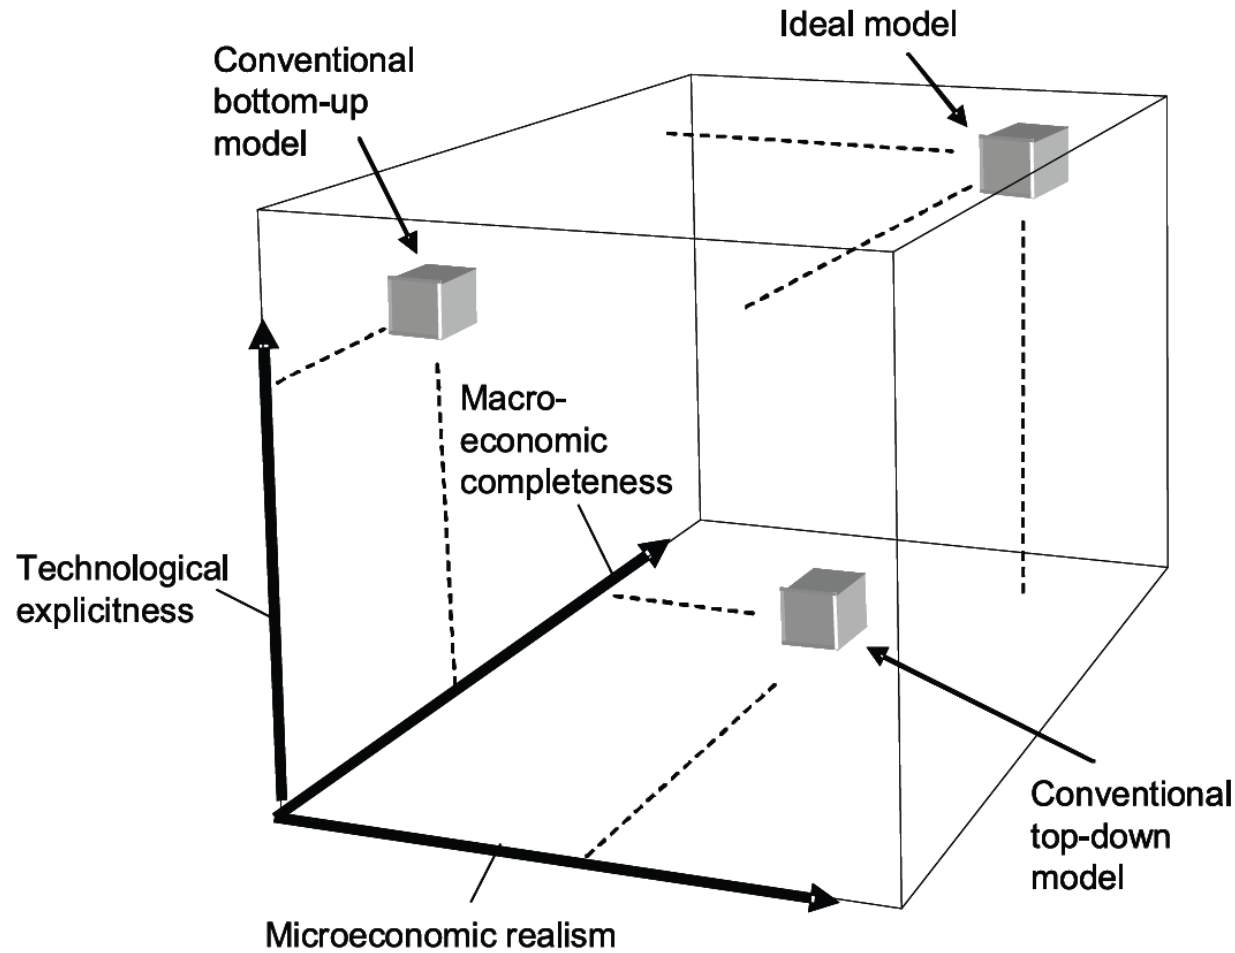 Ideal model
Conventional
bottom-up
model
Macro-
economic
completeness
Technological
explicitness
Conventional
top-down
model
Microeconomic realism